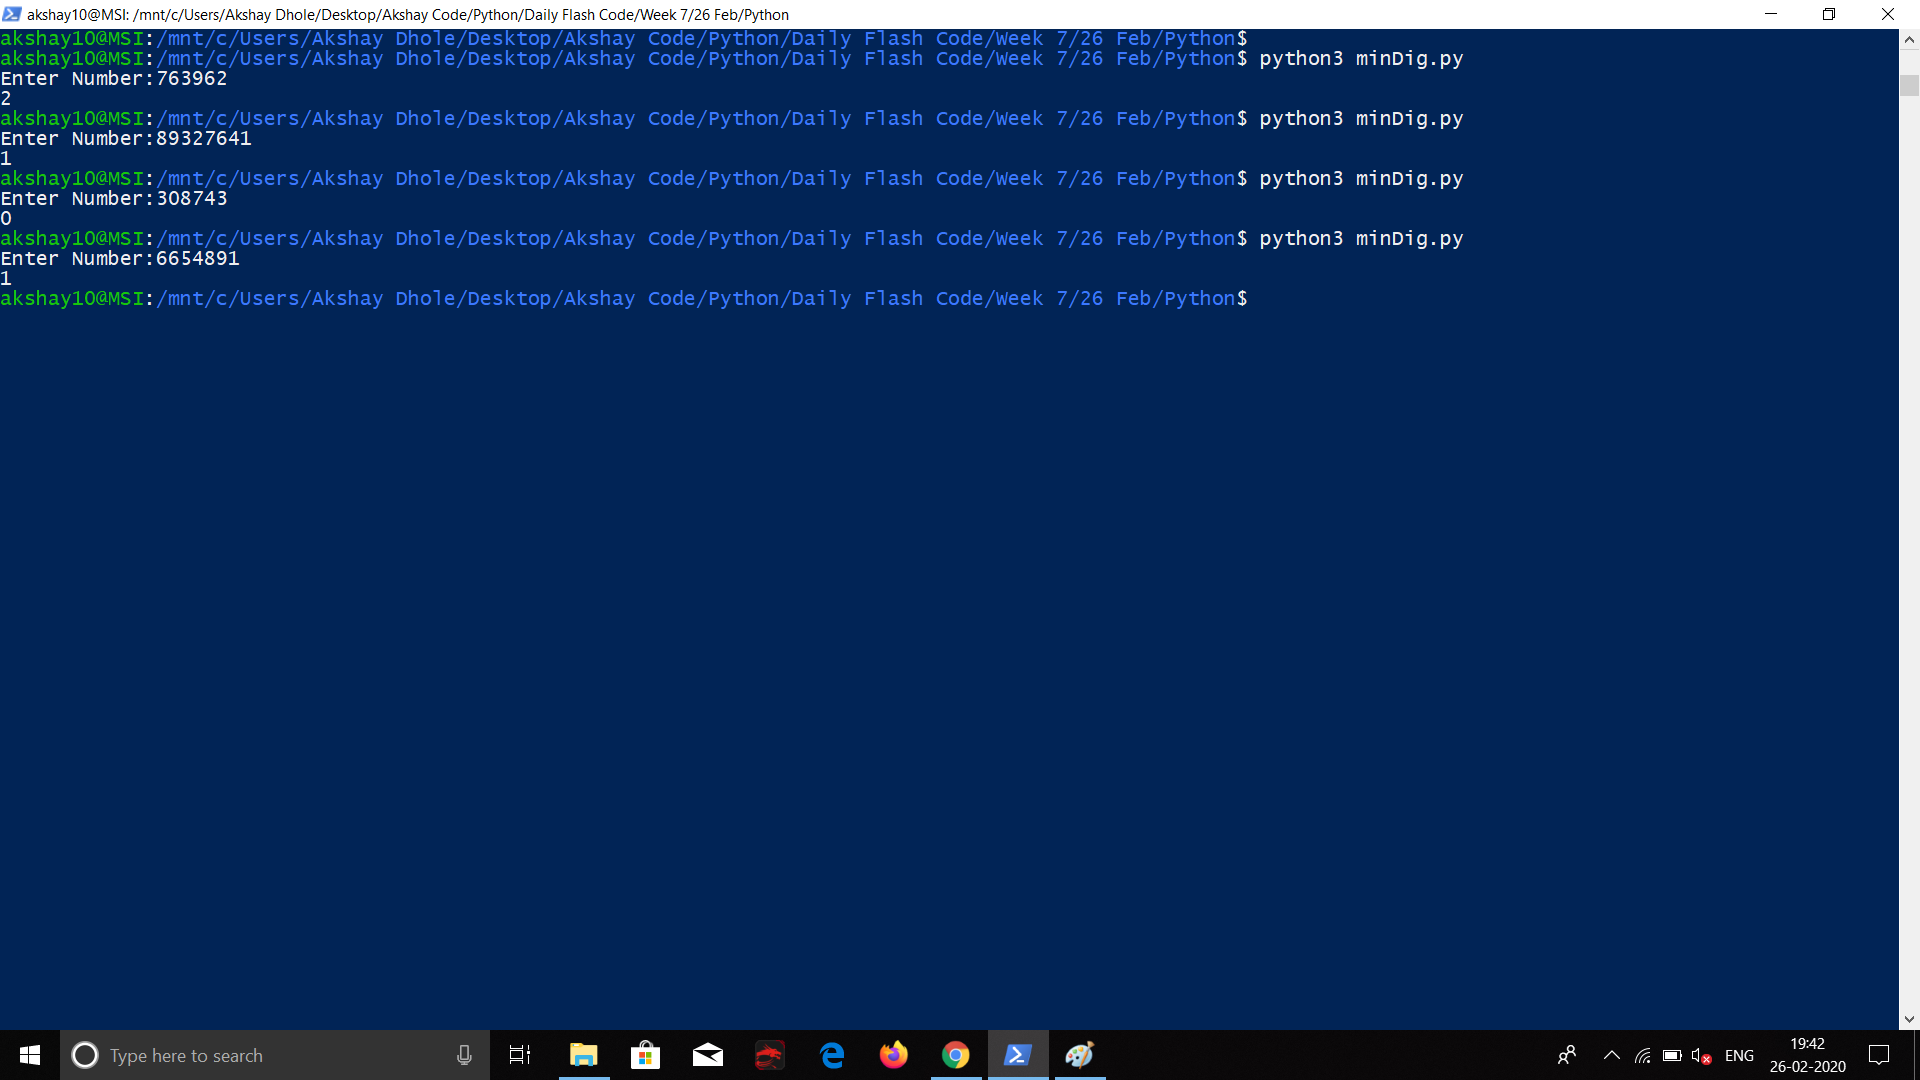 akshay10@MSI: /mnt/c/Users/Akshay Dhole/Desktop/Akshay Code/Python/Daily Flash Code/Week 7/26 Feb/Python
akshay10@MSI:/mnt/c/Users/Akshay Dhole/Desktop/Akshay Code/Python/Daily Flash Code/Week 7/26 Feb/Python$
akshay10@MSI:/mnt/c/Users/Akshay Dhole/Desktop/Akshay Code/Python/Daily Flash Code/Week 7/26 Feb/Python$ python3 minDig.py
Enter Number:763962
2
akshay10@MSI:/mnt/c/Users/Akshay Dhole/Desktop/Akshay Code/Python/Daily Flash Code/Week 7/26 Feb/Python$ python3 minDig.py
Enter Number:89327641
1
akshay10@MSI:/mnt/c/Users/Akshay Dhole/Desktop/Akshay Code/Python/Daily Flash Code/Week 7/26 Feb/Python$ python3 minDig.py
Enter Number:308743
0
akshay10@MSI:/mnt/c/Users/Akshay Dhole/Desktop/Akshay Code/Python/Daily Flash Code/Week 7/26 Feb/Python$ python3 minDig.py
Enter Number:6654891
1
akshay10@MSI:/mnt/c/Users/Akshay Dhole/Desktop/Akshay Code/Python/Daily Flash Code/Week 7/26 Feb/Python$
Type here to search
ENG
19:42
26-02-2020